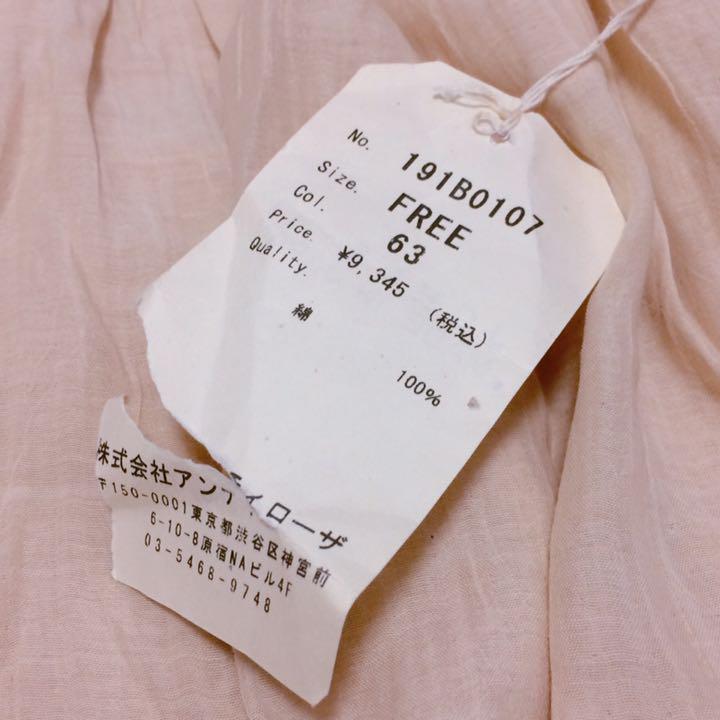 No. 191B0107
Size. FREE
Col. 63
Price. ¥9,345 (税込)
Quality.
綿 100%
株式会社アンティローザ
〒150-0001東京都渋谷区神宮前
6-10-8原宿NAビル4F
03-5468-9748